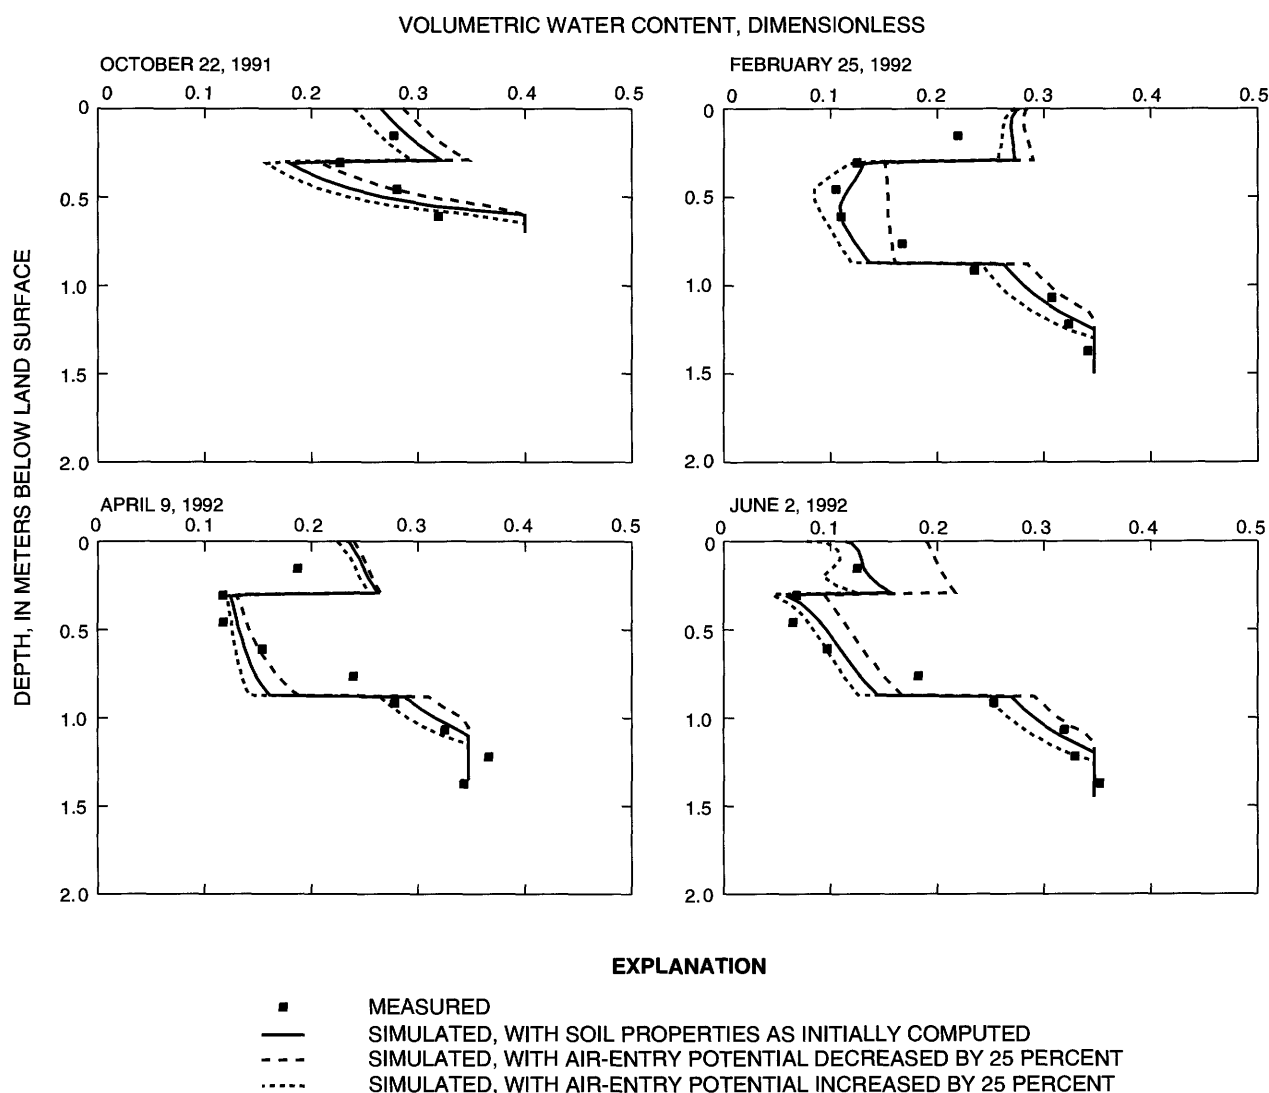 VOLUMETRIC WATER CONTENT, DIMENSIONLESS
OCTOBER 22, 1991
0 0.1 0.2 0.3 0.4 0.5
0
0.5
1.0
1.5
2.0
FEBRUARY 25, 1992
0 0.1 0.2 0.3 0.4 0.5
0
0.5
1.0
1.5
2.0
DEPTH, IN METERS BELOW LAND SURFACE
APRIL 9, 1992
0 0.1 0.2 0.3 0.4 0.5
0
0.5
1.0
1.5
2.0
JUNE 2, 1992
0 0.1 0.2 0.3 0.4 0.5
0
0.5
1.0
1.5
2.0
EXPLANATION
MEASURED
SIMULATED, WITH SOIL PROPERTIES AS INITIALLY COMPUTED
SIMULATED, WITH AIR-ENTRY POTENTIAL DECREASED BY 25 PERCENT
SIMULATED, WITH AIR-ENTRY POTENTIAL INCREASED BY 25 PERCENT